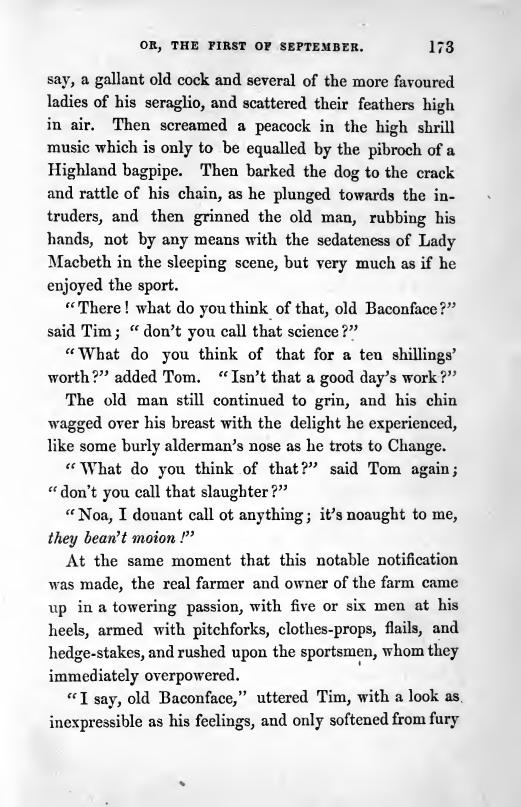 OR, THE FIRST OF SEPTEMBER. 173
say, a gallant old cock and several of the more favoured
ladies of his seraglio, and scattered their feathers high
in air. Then screamed a peacock in the high shrill
music which is only to be equalled by the pibroch of a
Highland bagpipe. Then barked the dog to the crack
and rattle of his chain, as he plunged towards the in-
truders, and then grinned the old man, rubbing his
hands, not by any means with the sedateness of Lady
Macbeth in the sleeping scene, but very much as if he
enjoyed the sport.
“There! what do you think of that, old Baconface?”
said Tim; “don’t you call that science?”
“What do you think of that for a ten shillings’
worth?” added Tom. “Isn’t that a good day’s work?”
The old man still continued to grin, and his chin
wagged over his breast with the delight he experienced,
like some burly alderman’s nose as he trots to Change.
“What do you think of that?” said Tom again;
“don’t you call that slaughter?”
“Noa, I douant call ot anything; it’s noaught to me,
they bean’t moion!”
At the same moment that this notable notification
was made, the real farmer and owner of the farm came
up in a towering passion, with five or six men at his
heels, armed with pitchforks, clothes-props, flails, and
hedge-stakes, and rushed upon the sportsmen, whom they
immediately overpowered.
“I say, old Baconface,” uttered Tim, with a look as
inexpressible as his feelings, and only softened from fury